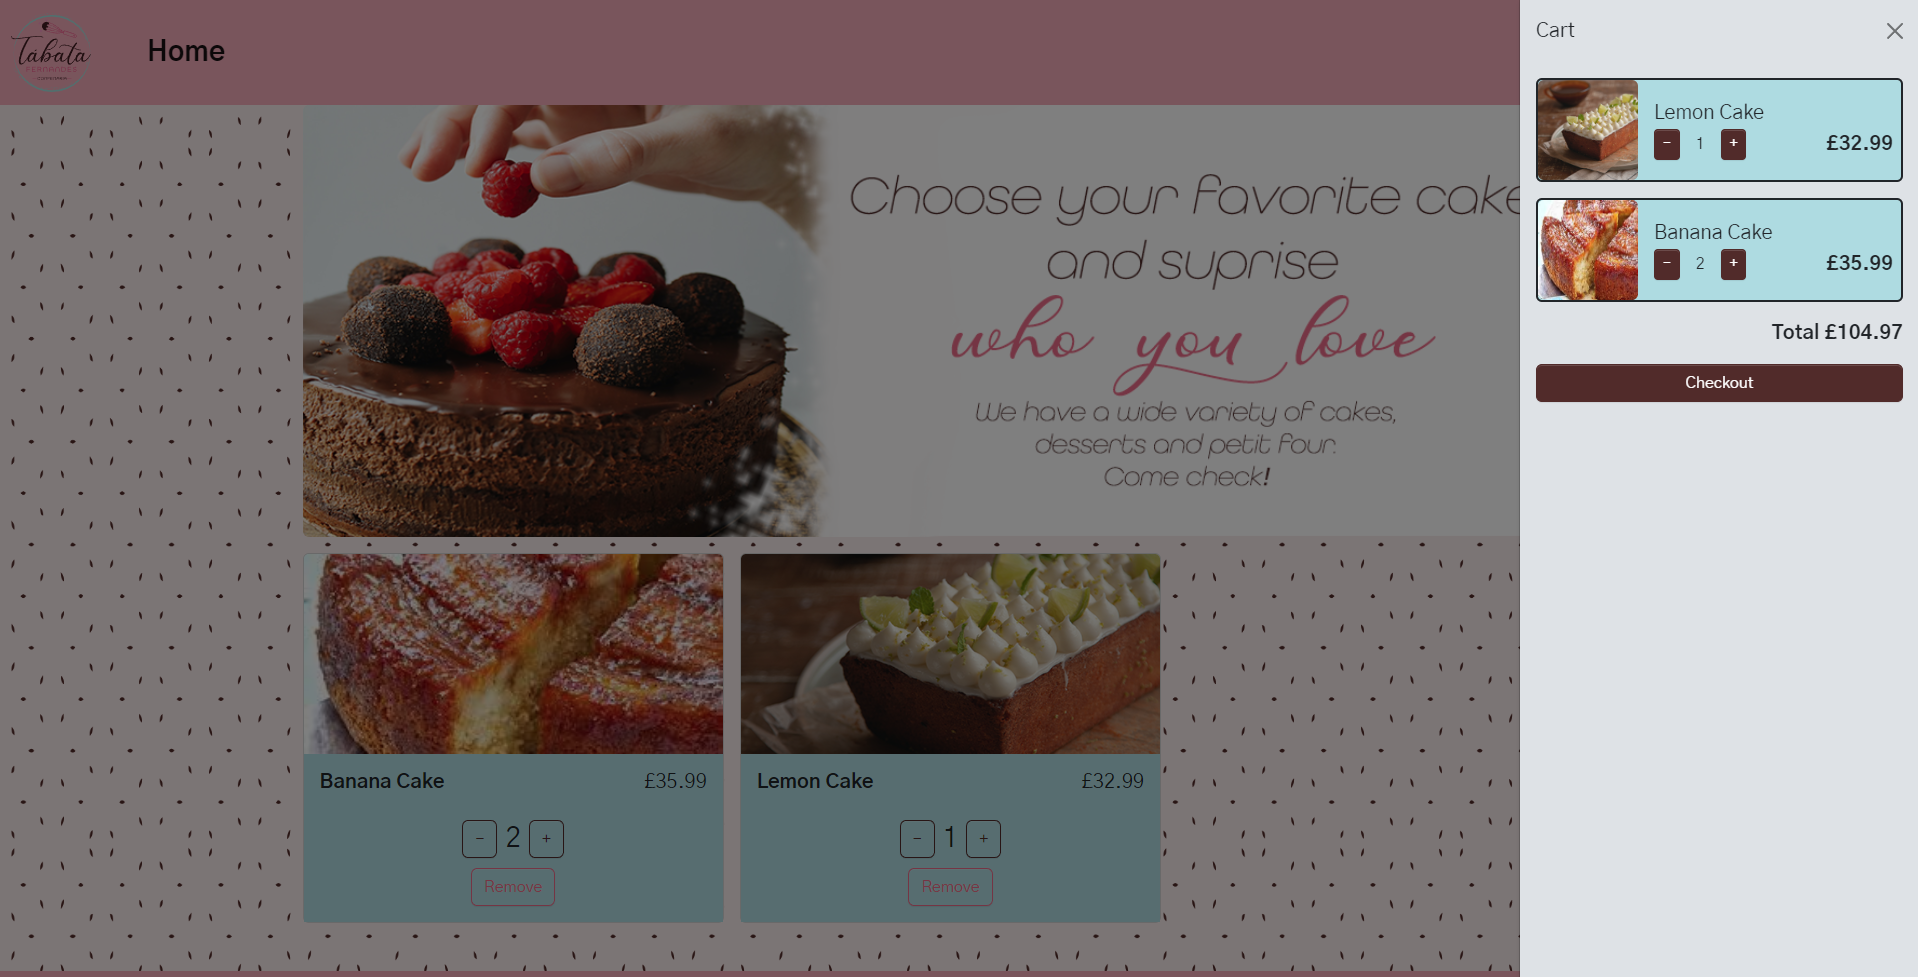 Tabata
FERNANDES
CONFEITARIA
Home
Choose your favorite cake
and suprise
who you love
We have a wide variety of cakes,
desserts and petit four.
Come check!
Banana Cake
£35.99
−
2
+
Remove
Lemon Cake
£32.99
−
1
+
Remove
Cart
Lemon Cake
− 1 + £32.99
Banana Cake
− 2 + £35.99
Total £104.97
Checkout